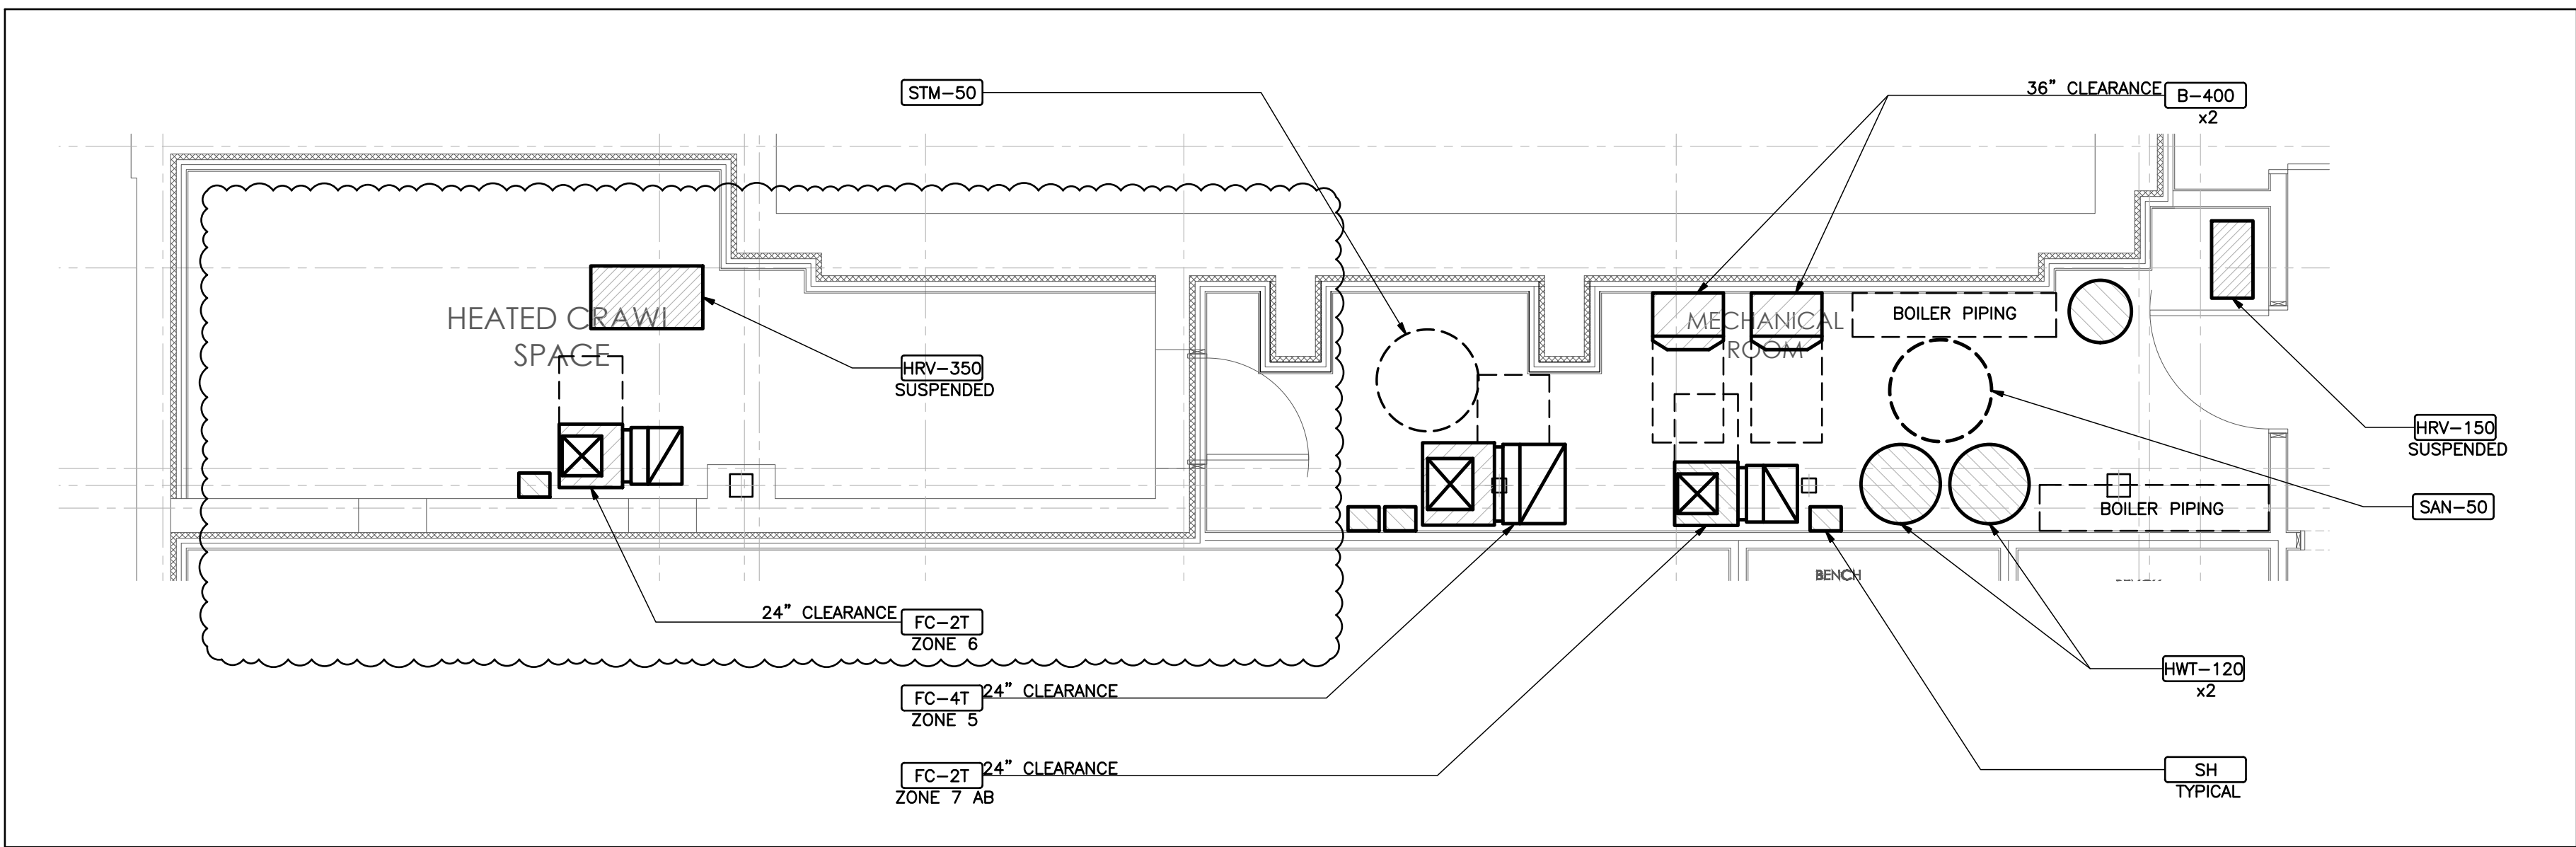 STM-50
36" CLEARANCE
B-400
x2
HEATED CRAWL
SPACE
BOILER PIPING
MECHANICAL
ROOM
HRV-350
SUSPENDED
HRV-150
SUSPENDED
BOILER PIPING
SAN-50
BENCH
24" CLEARANCE
FC-2T
ZONE 6
HWT-120
x2
FC-4T
24" CLEARANCE
ZONE 5
FC-2T
24" CLEARANCE
ZONE 7 AB
SH
TYPICAL